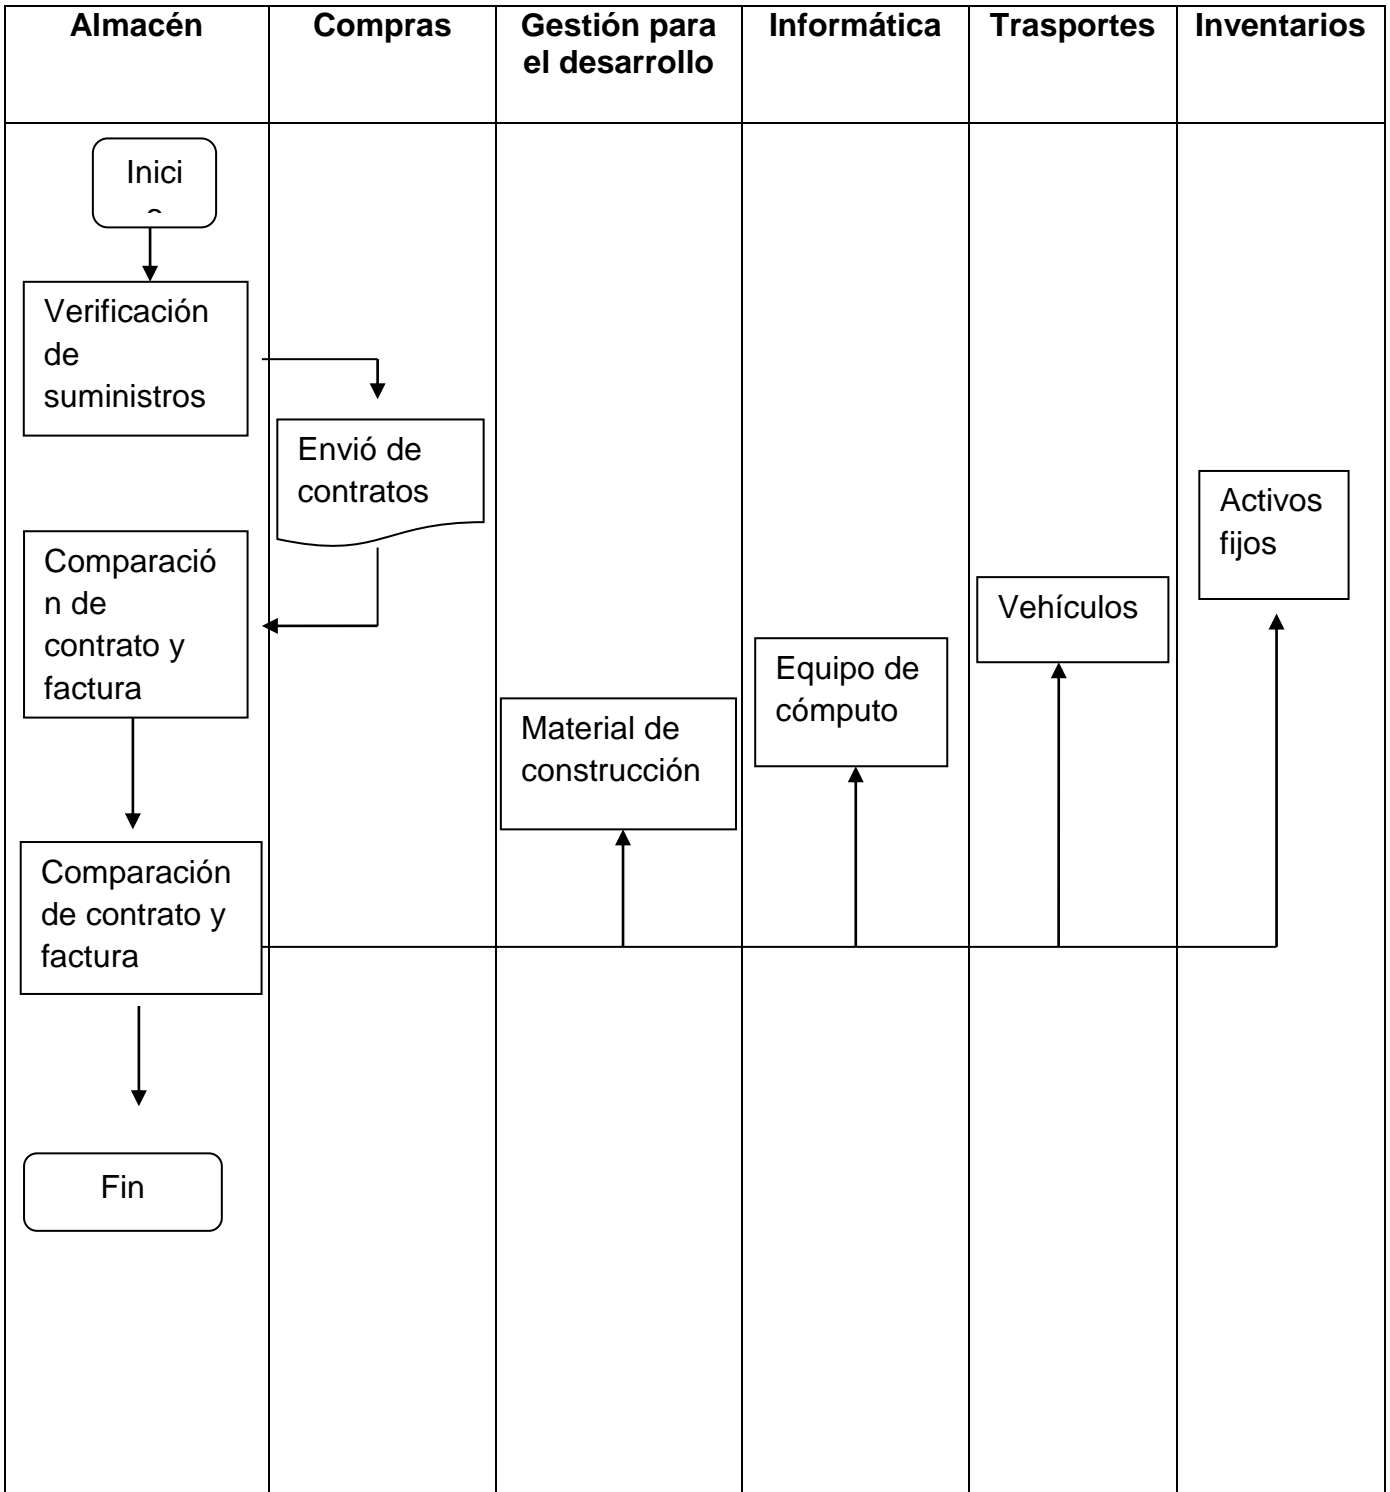 Almacén
Compras
Gestión para
el desarrollo
Informática
Trasportes
Inventarios
Inici
Verificación
de
suministros
Envió de
contratos
Comparació
n de
contrato y
factura
Comparación
de contrato y
factura
Material de
construcción
Equipo de
cómputo
Vehículos
Activos
fijos
Fin